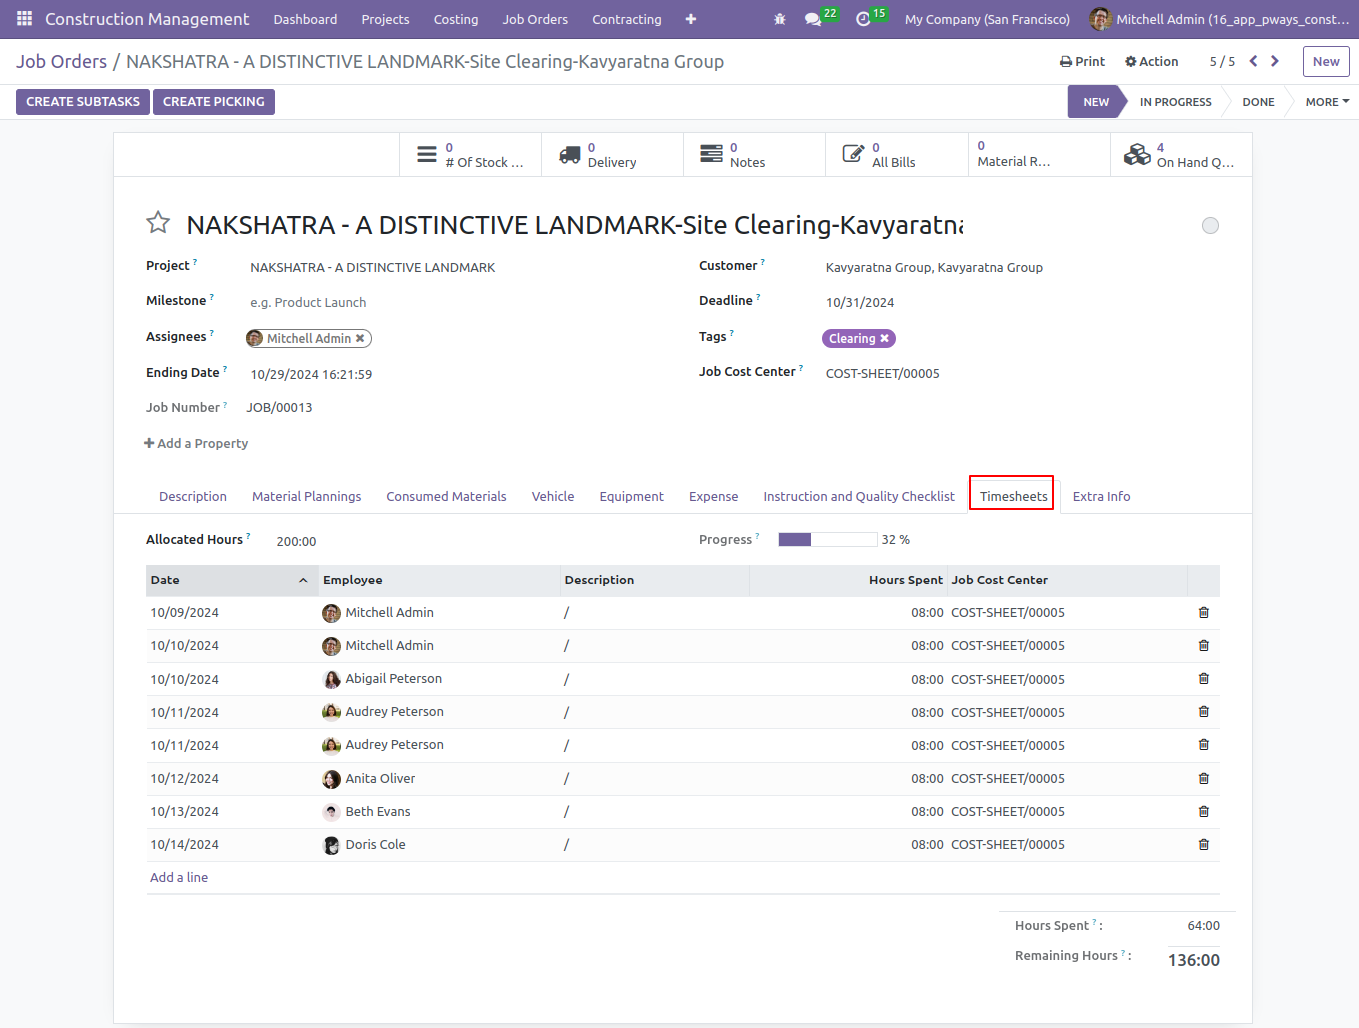 Construction Management Dashboard Projects Costing Job Orders Contracting 22 15 My Company (San Francisco) Mitchell Admin (16_app_pways_const...
Job Orders / NAKSHATRA - A DISTINCTIVE LANDMARK-Site Clearing-Kavyaratna Group Print Action 5 / 5 New
CREATE SUBTASKS CREATE PICKING NEW IN PROGRESS DONE MORE
0 # Of Stock ...
0 Delivery
0 Notes
0 All Bills
0 Material R...
4 On Hand Q...
NAKSHATRA - A DISTINCTIVE LANDMARK-Site Clearing-Kavyaratna
Project ? NAKSHATRA - A DISTINCTIVE LANDMARK Customer ? Kavyaratna Group, Kavyaratna Group
Milestone ? e.g. Product Launch Deadline ? 10/31/2024
Assignees ? Mitchell Admin Tags ? Clearing
Ending Date ? 10/29/2024 16:21:59 Job Cost Center ? COST-SHEET/00005
Job Number ? JOB/00013
Add a Property
Description Material Plannings Consumed Materials Vehicle Equipment Expense Instruction and Quality Checklist Timesheets Extra Info
Allocated Hours ? 200:00 Progress ? 32 %
Date Employee Description Hours Spent Job Cost Center
10/09/2024 Mitchell Admin / 08:00 COST-SHEET/00005
10/10/2024 Mitchell Admin / 08:00 COST-SHEET/00005
10/10/2024 Abigail Peterson / 08:00 COST-SHEET/00005
10/11/2024 Audrey Peterson / 08:00 COST-SHEET/00005
10/11/2024 Audrey Peterson / 08:00 COST-SHEET/00005
10/12/2024 Anita Oliver / 08:00 COST-SHEET/00005
10/13/2024 Beth Evans / 08:00 COST-SHEET/00005
10/14/2024 Doris Cole / 08:00 COST-SHEET/00005
Add a line
Hours Spent ? : 64:00
Remaining Hours ? : 136:00